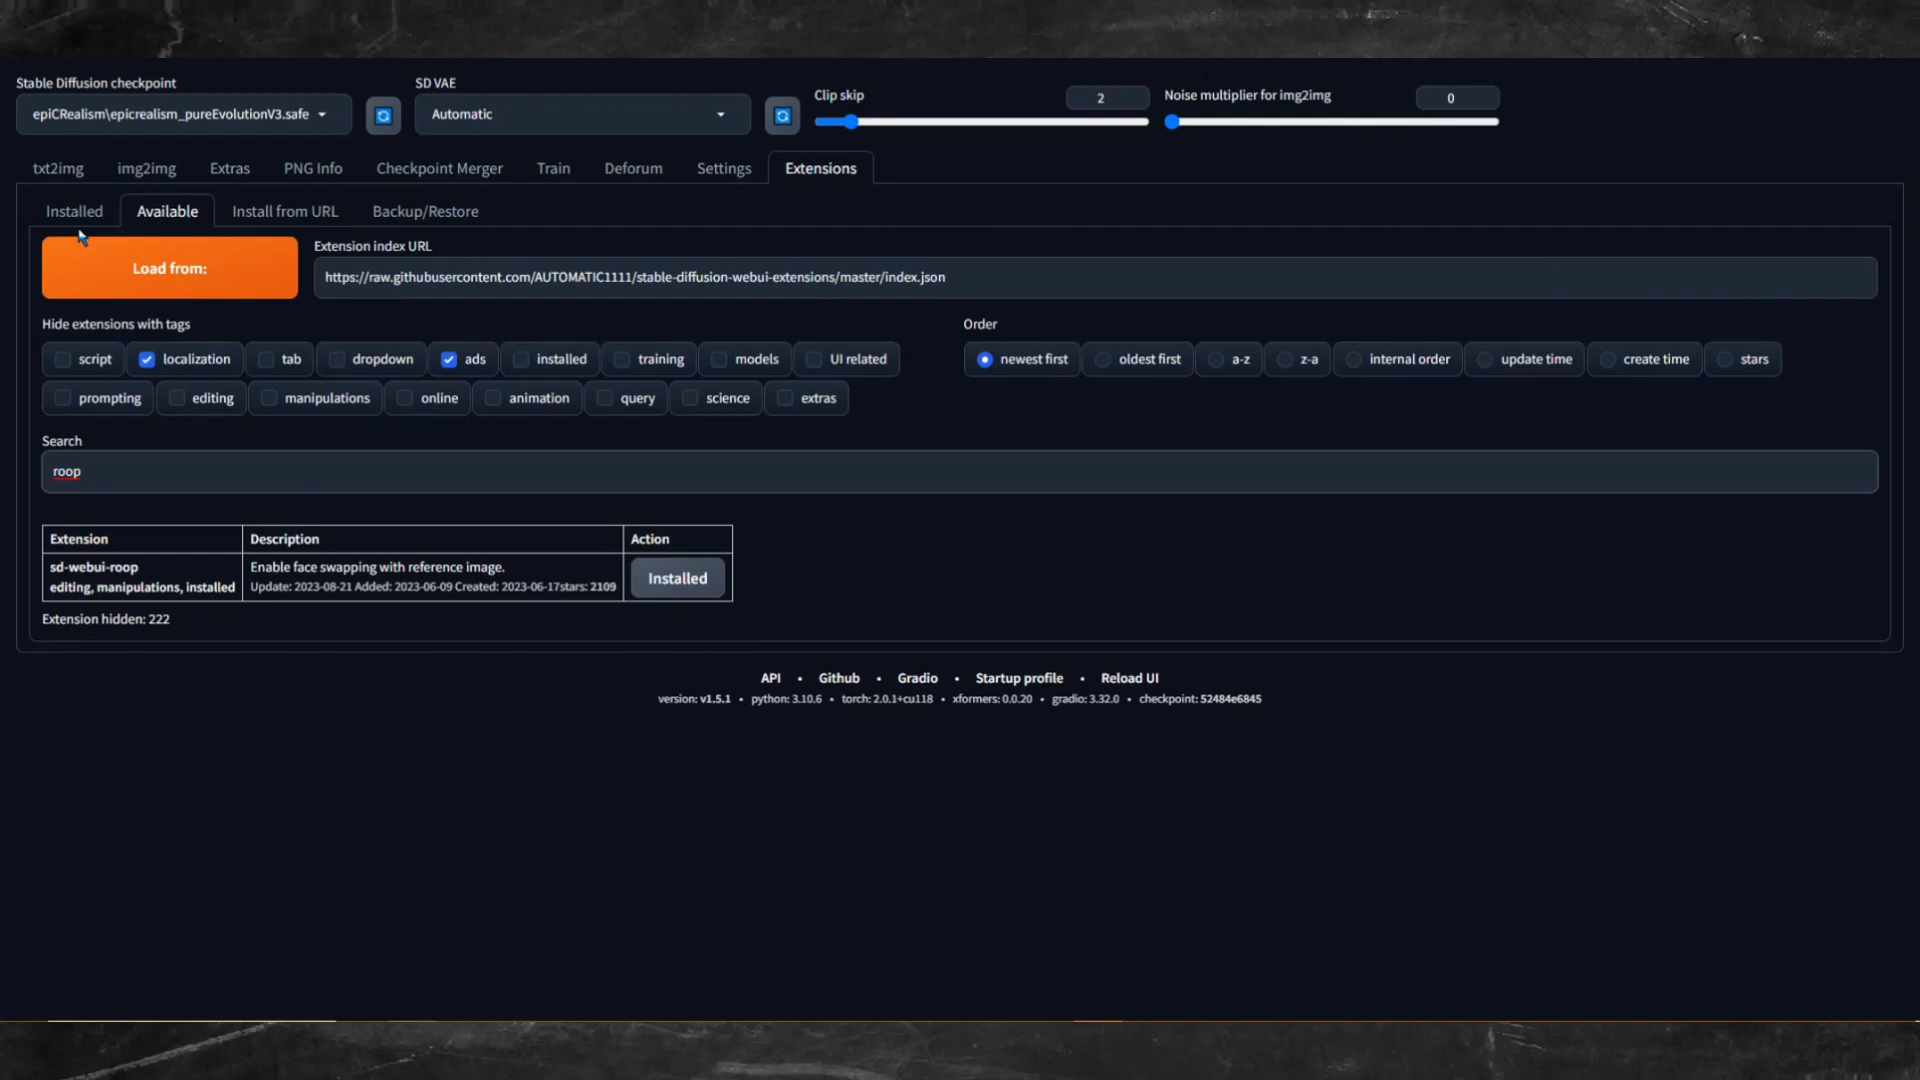 Stable Diffusion checkpoint
SD VAE
Clip skip
2
Noise multiplier for img2img
0
epiCRealism\epicrealism_pureEvolutionV3.safe
Automatic
txt2img img2img Extras PNG Info Checkpoint Merger Train Deforum Settings Extensions
Installed Available Install from URL Backup/Restore
Load from:
Extension index URL
https://raw.githubusercontent.com/AUTOMATIC1111/stable-diffusion-webui-extensions/master/index.json
Hide extensions with tags
script localization tab dropdown ads installed training models UI related
prompting editing manipulations online animation query science extras
Order
newest first oldest first a-z z-a internal order update time create time stars
Search
roop
Extension Description Action
sd-webui-roop
editing, manipulations, installed
Enable face swapping with reference image.
Update: 2023-08-21 Added: 2023-06-09 Created: 2023-06-17stars: 2109
Installed
Extension hidden: 222
API • Github • Gradio • Startup profile • Reload UI
version: v1.5.1 • python: 3.10.6 • torch: 2.0.1+cu118 • xformers: 0.0.20 • gradio: 3.32.0 • checkpoint: 52484e6845